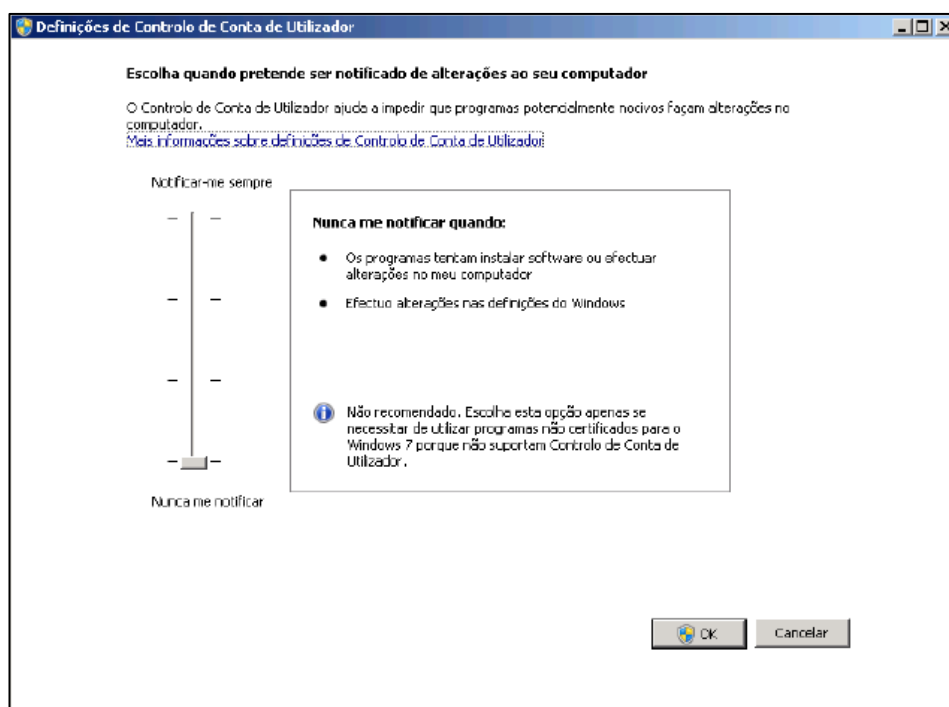 Definições de Controlo de Conta de Utilizador
Escolha quando pretende ser notificado de alterações ao seu computador
O Controlo de Conta de Utilizador ajuda a impedir que programas potencialmente nocivos façam alterações no
computador.
Mais informações sobre definições de Controlo de Conta de Utilizador
Notificar-me sempre
Nunca me notificar quando:
Os programas tentam instalar software ou efectuar
alterações no meu computador
Efectuo alterações nas definições do Windows
Não recomendado. Escolha esta opção apenas se
necessitar de utilizar programas não certificados para o
Windows 7 porque não suportam Controlo de Conta de
Utilizador.
Nunca me notificar
OK
Cancelar